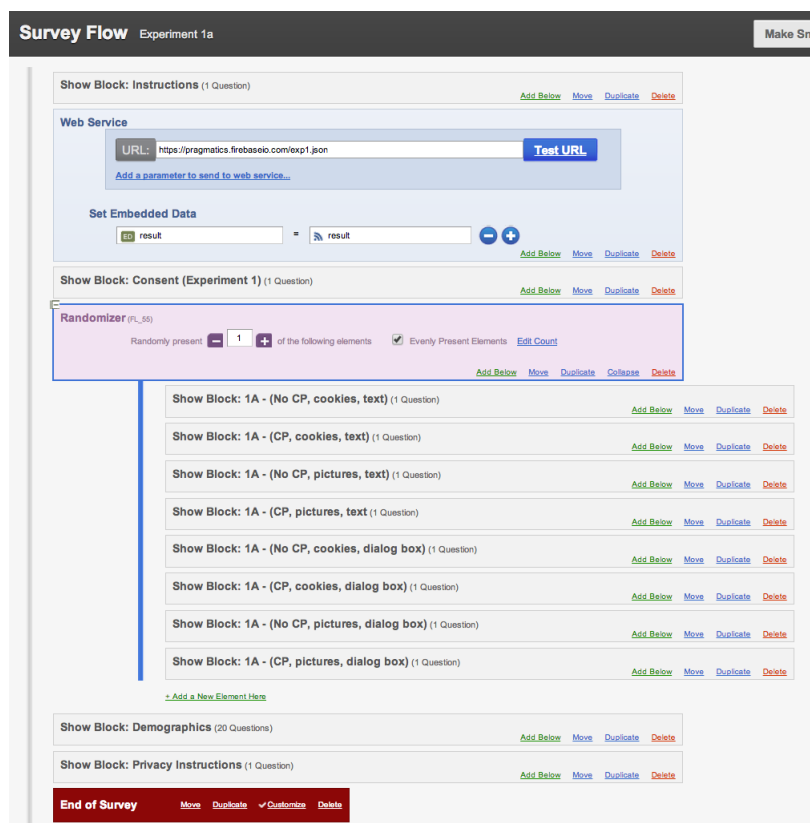 Survey Flow Experiment 1a
Make Sn
Show Block: Instructions (1 Question)
Add Below Move Duplicate Delete
Web Service
URL: https://pragmatics.firebaseio.com/exp1.json Test URL
Add a parameter to send to web service...
Set Embedded Data
ED result = result
Add Below Move Duplicate Delete
Show Block: Consent (Experiment 1) (1 Question)
Add Below Move Duplicate Delete
Randomizer (FL_55)
Randomly present 1 of the following elements Evenly Present Elements Edit Count
Add Below Move Duplicate Collapse Delete
Show Block: 1A - (No CP, cookies, text) (1 Question)
Add Below Move Duplicate Delete
Show Block: 1A - (CP, cookies, text) (1 Question)
Add Below Move Duplicate Delete
Show Block: 1A - (No CP, pictures, text) (1 Question)
Add Below Move Duplicate Delete
Show Block: 1A - (CP, pictures, text (1 Question)
Add Below Move Duplicate Delete
Show Block: 1A - (No CP, cookies, dialog box) (1 Question)
Add Below Move Duplicate Delete
Show Block: 1A - (CP, cookies, dialog box) (1 Question)
Add Below Move Duplicate Delete
Show Block: 1A - (No CP, pictures, dialog box) (1 Question)
Add Below Move Duplicate Delete
Show Block: 1A - (CP, pictures, dialog box) (1 Question)
Add Below Move Duplicate Delete
+ Add a New Element Here
Show Block: Demographics (20 Questions)
Add Below Move Duplicate Delete
Show Block: Privacy Instructions (1 Question)
Add Below Move Duplicate Delete
End of Survey Move Duplicate ✓Customize Delete